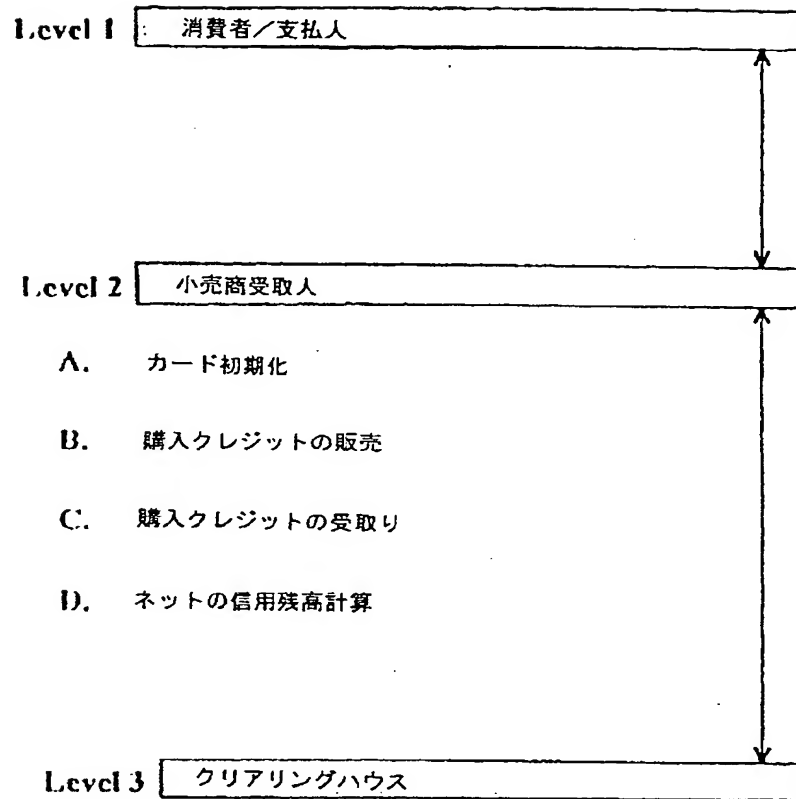 Level 1 消費者／支払人
Level 2 小売商受取人
A. カード初期化
B. 購入クレジットの販売
C. 購入クレジットの受取り
D. ネットの信用残高計算
Level 3 クリアリングハウス